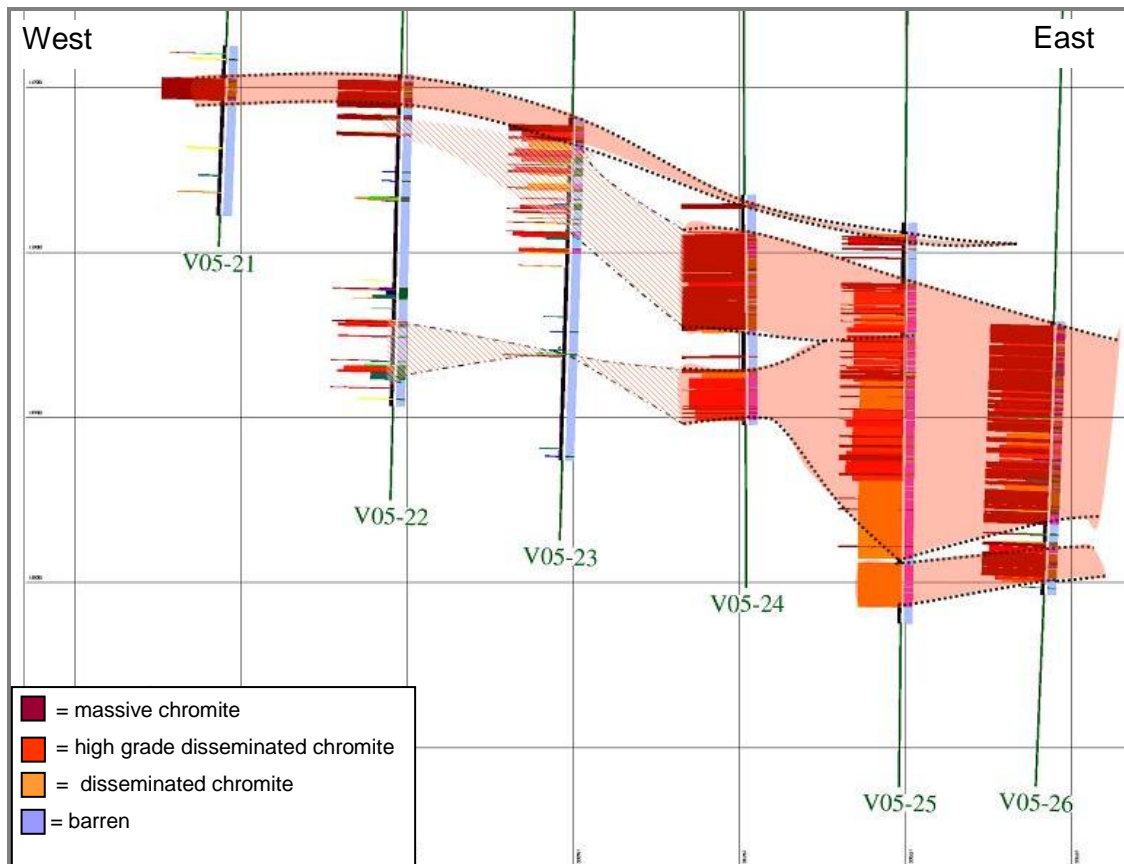 West
East
V05-21
V05-22
V05-23
V05-24
V05-25
V05-26
= massive chromite
= high grade disseminated chromite
= disseminated chromite
= barren